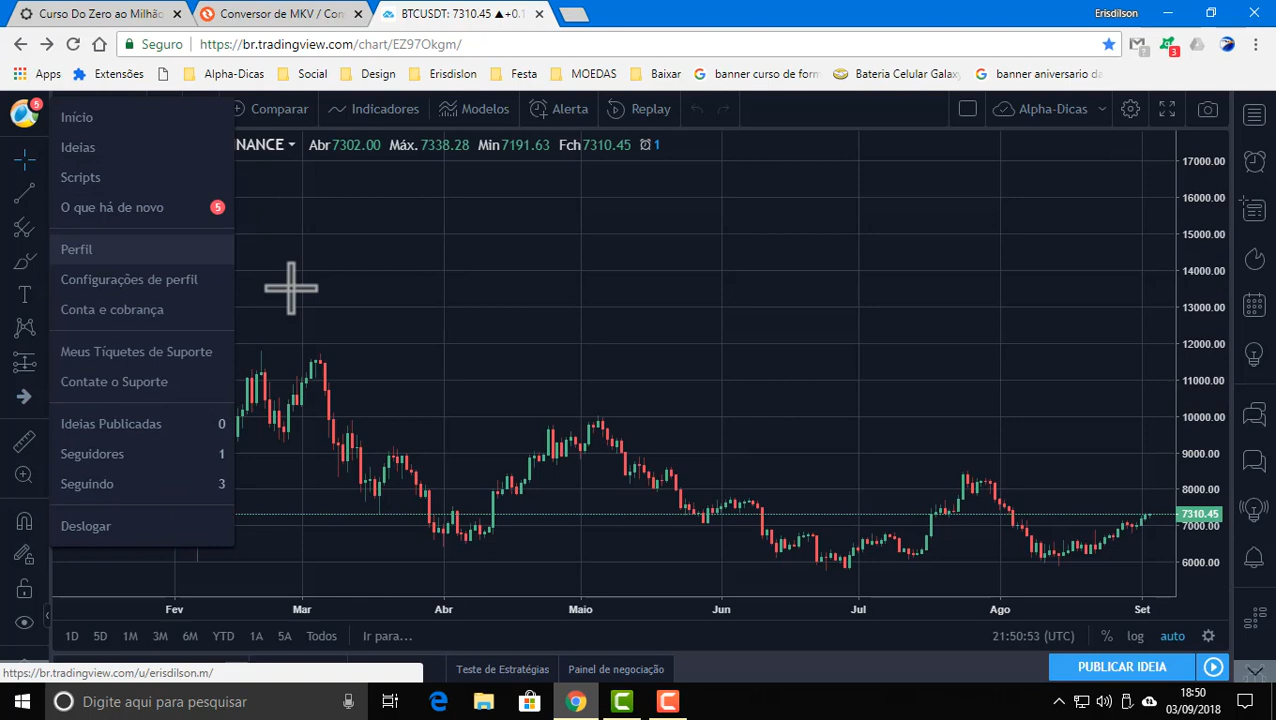 Curso Do Zero ao Milhão
Conversor de MKV / Con
BTCUSDT: 7310.45 ▲+0.1
Erisdilson
Seguro
https://br.tradingview.com/chart/EZ97Okgm/
3
Apps
Extensões
Alpha-Dicas
Social
Design
Erisdilson
Festa
MOEDAS
Baixar
banner curso de form
Bateria Celular Galaxy
banner aniversario da
5
Comparar
Indicadores
Modelos
Alerta
Replay
Alpha-Dicas
Início
Ideias
Scripts
O que há de novo 5
Perfil
Configurações de perfil
Conta e cobrança
Meus Tíquetes de Suporte
Contate o Suporte
Ideias Publicadas 0
Seguidores 1
Seguindo 3
Deslogar
INANCE
Abr 7302.00 Máx. 7338.28 Mín 7191.63 Fch 7310.45
1
17000.00
16000.00
15000.00
14000.00
13000.00
12000.00
11000.00
10000.00
9000.00
8000.00
7310.45
7000.00
6000.00
Fev Mar Abr Maio Jun Jul Ago Set
1D 5D 1M 3M 6M YTD 1A 5A Todos Ir para...
21:50:53 (UTC) % log auto
https://br.tradingview.com/u/erisdilson.m/
Teste de Estratégias
Painel de negociação
PUBLICAR IDEIA
Digite aqui para pesquisar
18:50
03/09/2018